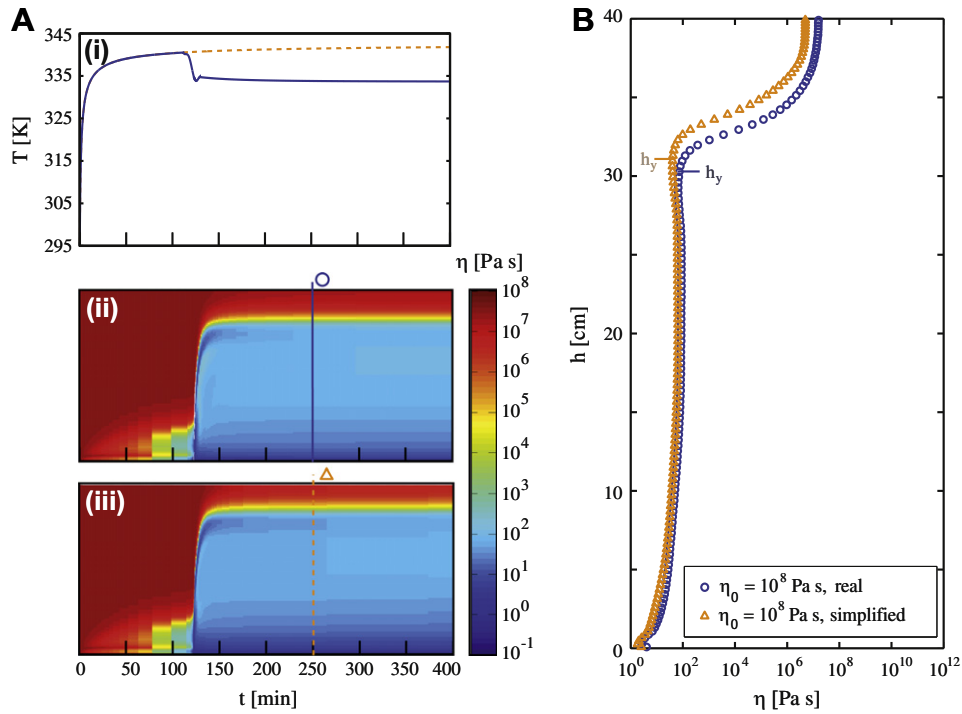 A
(i)
T [K]
345
335
325
315
305
295
η [Pa s]
(ii)
(iii)
10^8
10^7
10^6
10^5
10^4
10^3
10^2
10^1
10^0
10^-1
0 50 100 150 200 250 300 350 400
t [min]
B
h [cm]
40
30
20
10
0
h_y
h_y
η_0 = 10^8 Pa s, real
η_0 = 10^8 Pa s, simplified
10^0 10^2 10^4 10^6 10^8 10^10 10^12
η [Pa s]